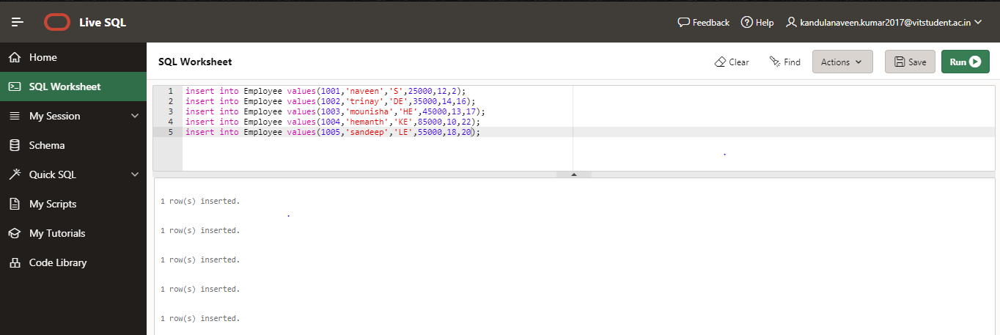 Live SQL
Feedback
Help
kandulanaveen.kumar2017@vitstudent.ac.in
Home
SQL Worksheet
My Session
Schema
Quick SQL
My Scripts
My Tutorials
Code Library
SQL Worksheet
Clear
Find
Actions
Save
Run
1 insert into Employee values(1001,'naveen','S',25000,12,2);
2 insert into Employee values(1002,'trinay','DE',35000,14,16);
3 insert into Employee values(1003,'mounisha','HE',45000,13,17);
4 insert into Employee values(1004,'hemanth','KE',85000,10,22);
5 insert into Employee values(1005,'sandeep','LE',55000,18,20);
1 row(s) inserted.
1 row(s) inserted.
1 row(s) inserted.
1 row(s) inserted.
1 row(s) inserted.